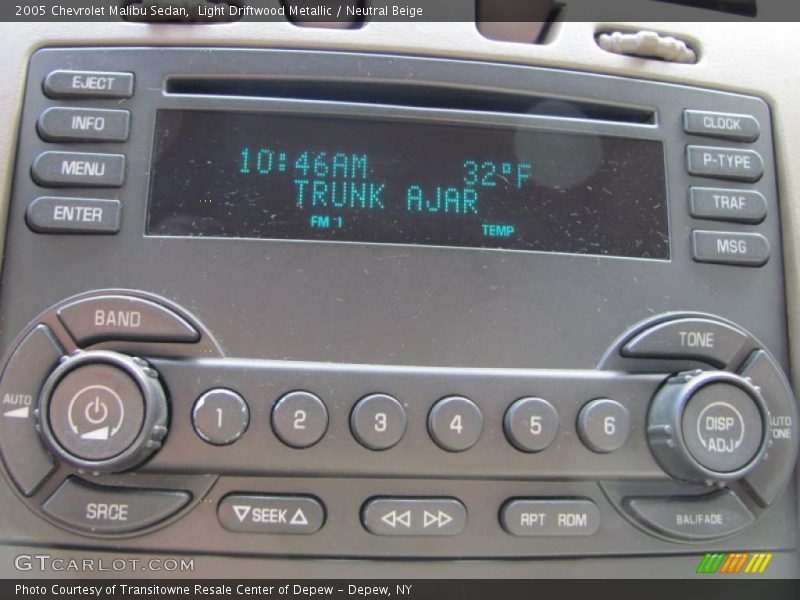 2005 Chevrolet Malibu Sedan,  Light Driftwood Metallic / Neutral Beige
EJECT
INFO
MENU
ENTER
10:46AM 32°F
TRUNK AJAR
FM 1 TEMP
CLOCK
P-TYPE
TRAF
MSG
BAND
TONE
AUTO
1 2 3 4 5 6
DISP
ADJ
AUTO
TONE
SRCE
SEEK
RPT RDM
BAL/FADE
GTCARLOT.COM
Photo Courtesy of Transitowne Resale Center of Depew – Depew, NY